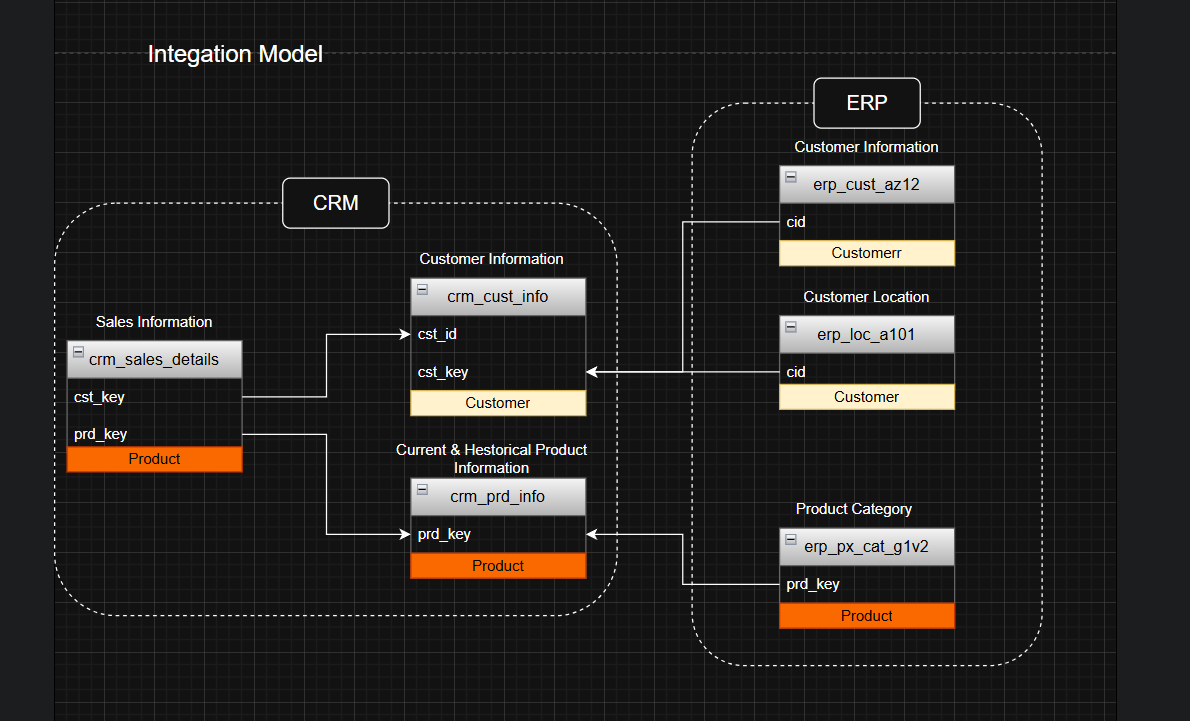 Integation Model
CRM
Sales Information
crm_sales_details
cst_key
prd_key
Product
Customer Information
crm_cust_info
cst_id
cst_key
Customer
Current & Hestorical Product
Information
crm_prd_info
prd_key
Product
ERP
Customer Information
erp_cust_az12
cid
Customerr
Customer Location
erp_loc_a101
cid
Customer
Product Category
erp_px_cat_g1v2
prd_key
Product